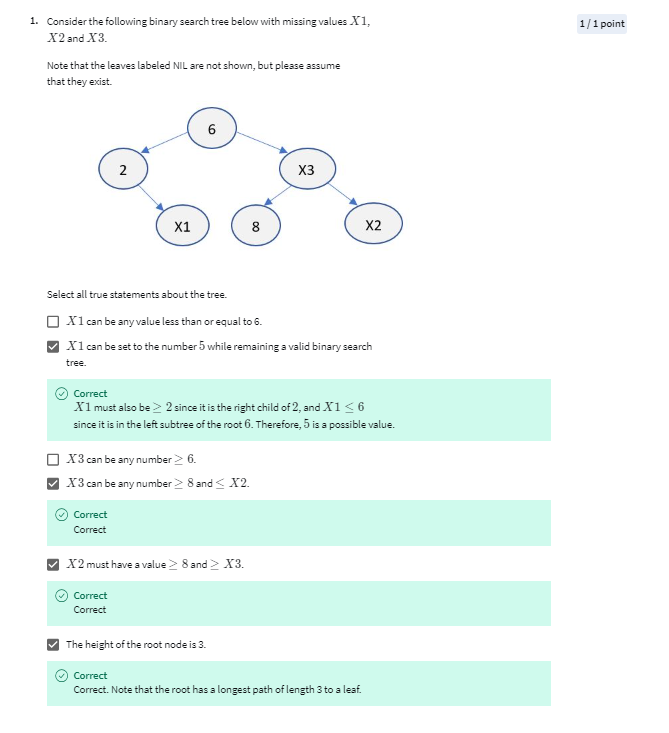 1. Consider the following binary search tree below with missing values X1,
1 / 1 point
X2 and X3.
Note that the leaves labeled NIL are not shown, but please assume
that they exist.
6
2
X3
X1
8
X2
Select all true statements about the tree.
X1 can be any value less than or equal to 6.
X1 can be set to the number 5 while remaining a valid binary search
tree.
Correct
X1 must also be ≥ 2 since it is the right child of 2, and X1 ≤ 6
since it is in the left subtree of the root 6. Therefore, 5 is a possible value.
X3 can be any number ≥ 6.
X3 can be any number ≥ 8 and ≤ X2.
Correct
Correct
X2 must have a value ≥ 8 and ≥ X3.
Correct
Correct
The height of the root node is 3.
Correct
Correct. Note that the root has a longest path of length 3 to a leaf.